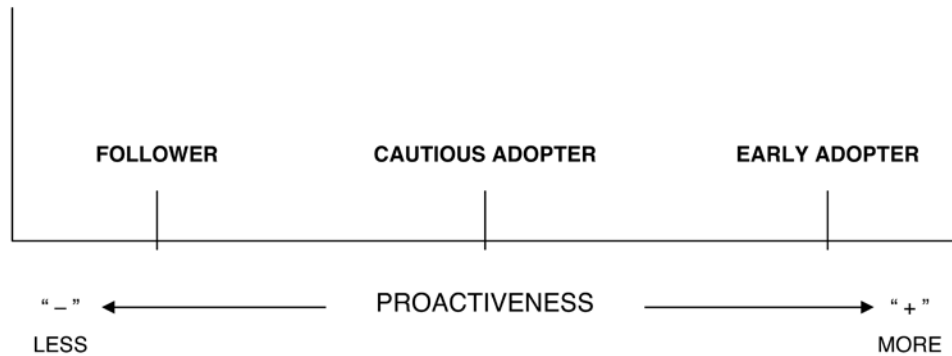 FOLLOWER CAUTIOUS ADOPTER EARLY ADOPTER
“ – ” PROACTIVENESS “ + ”
LESS MORE